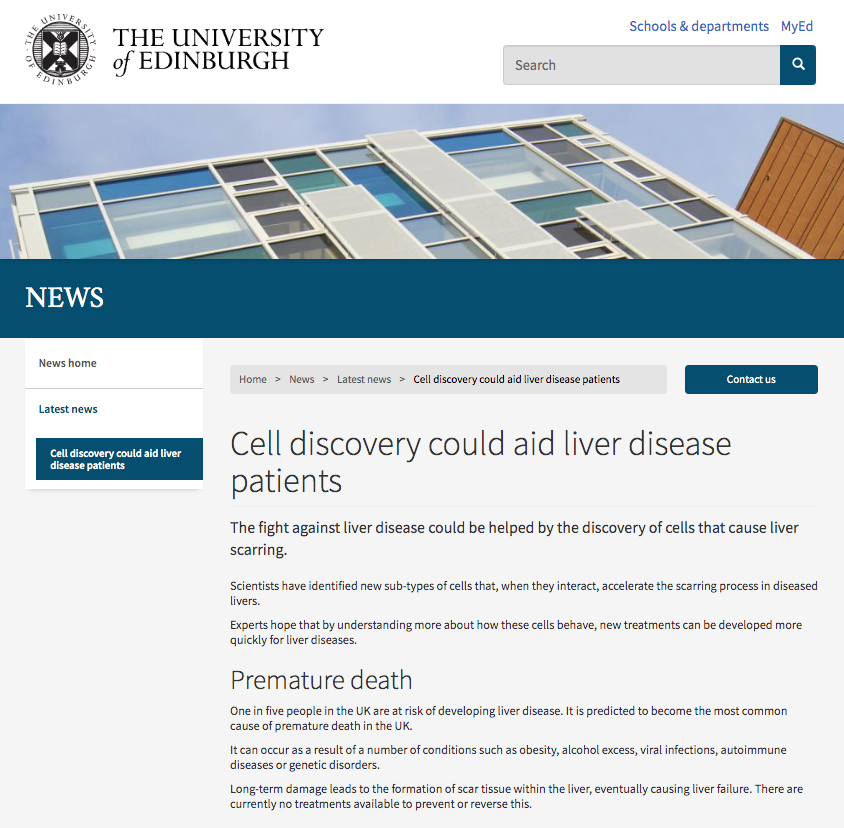 THE UNIVERSITY
of EDINBURGH
Schools & departments MyEd
Search
NEWS
News home
Latest news
Cell discovery could aid liver
disease patients
Home > News > Latest news > Cell discovery could aid liver disease patients
Contact us
Cell discovery could aid liver disease
patients
The fight against liver disease could be helped by the discovery of cells that cause liver
scarring.
Scientists have identified new sub-types of cells that, when they interact, accelerate the scarring process in diseased
livers.
Experts hope that by understanding more about how these cells behave, new treatments can be developed more
quickly for liver diseases.
Premature death
One in five people in the UK are at risk of developing liver disease. It is predicted to become the most common
cause of premature death in the UK.
It can occur as a result of a number of conditions such as obesity, alcohol excess, viral infections, autoimmune
diseases or genetic disorders.
Long-term damage leads to the formation of scar tissue within the liver, eventually causing liver failure. There are
currently no treatments available to prevent or reverse this.